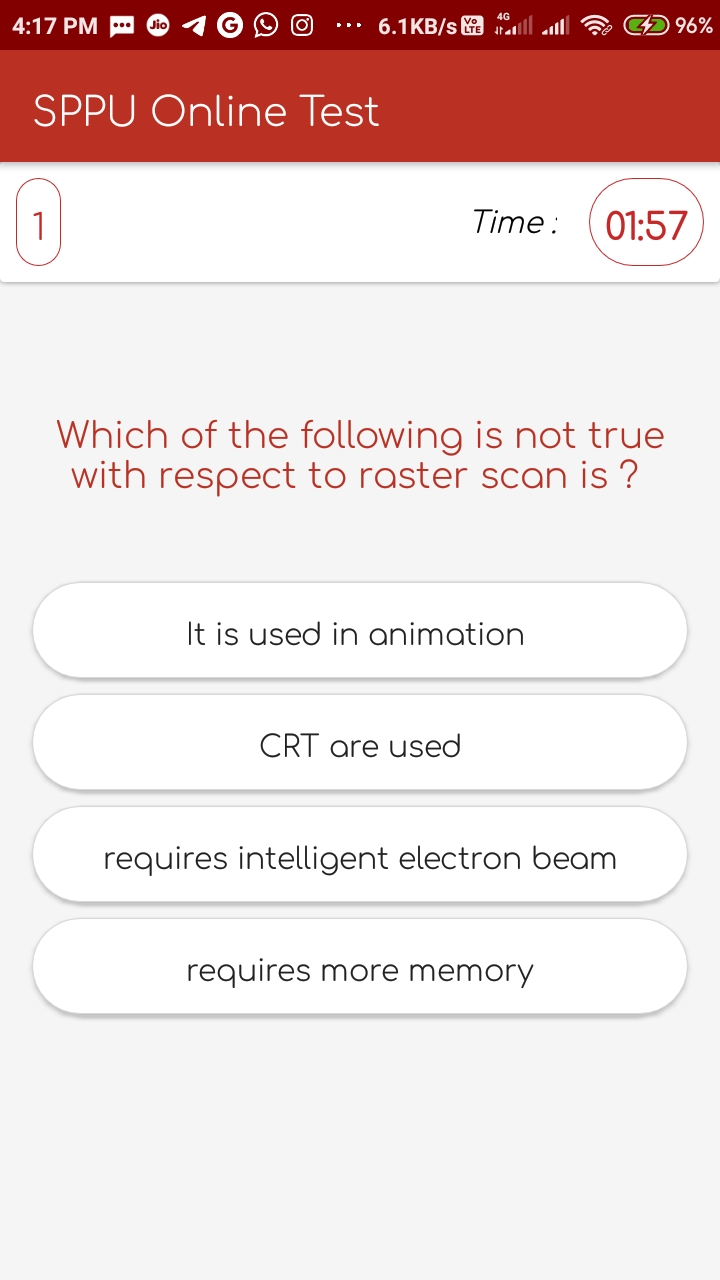 4:17 PM Jio G ... 6.1KB/s Vo LTE 4G 96%
SPPU Online Test
1 Time : 01:57
Which of the following is not true
with respect to raster scan is ?
It is used in animation
CRT are used
requires intelligent electron beam
requires more memory